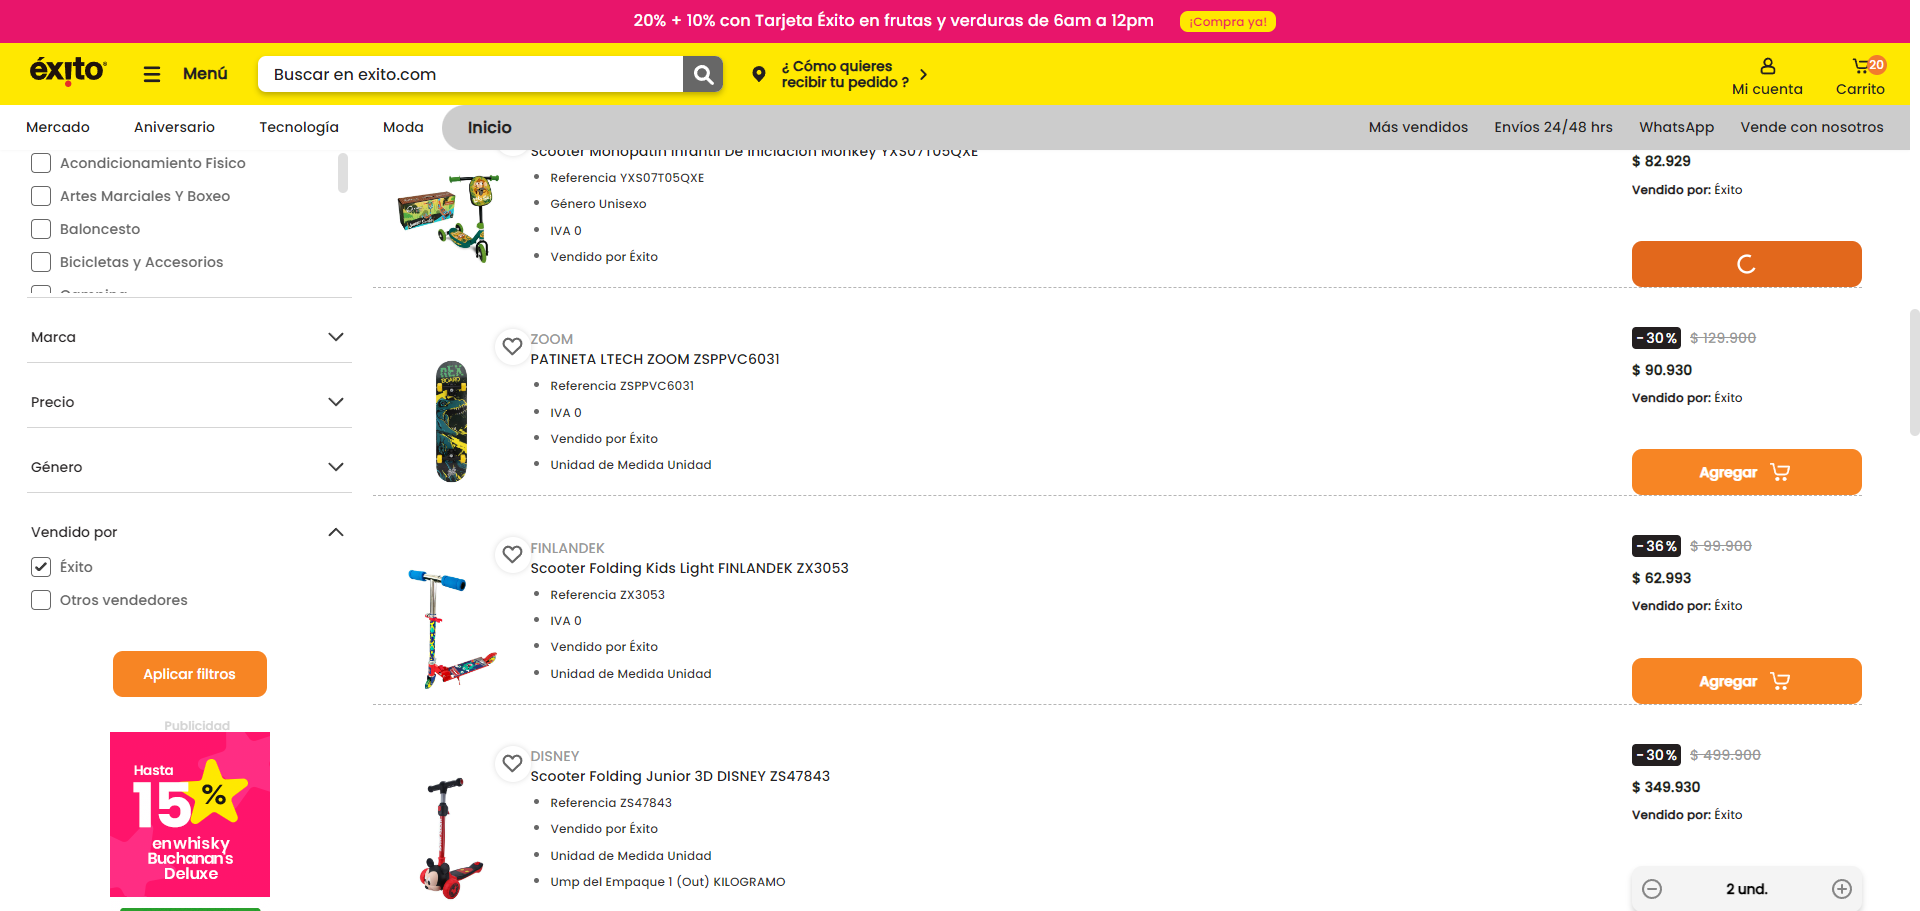 20% + 10% con Tarjeta Éxito en frutas y verduras de 6am a 12pm
¡Compra ya!
éxito
Menú
Buscar en exito.com
¿ Cómo quieres
recibir tu pedido ?
Mi cuenta
20
Carrito
Mercado
Aniversario
Tecnología
Moda
Inicio
Más vendidos
Envíos 24/48 hrs
WhatsApp
Vende con nosotros
Acondicionamiento Fisico
Artes Marciales Y Boxeo
Baloncesto
Bicicletas y Accesorios
Camping
Marca
Precio
Género
Vendido por
Éxito
Otros vendedores
Aplicar filtros
Publicidad
Hasta
15%
en whisky
Buchanan's
Deluxe
Scooter Monopatin Infantil De Iniciacion Monkey YXS07T05QXE
Referencia YXS07T05QXE
Género Unisexo
IVA 0
Vendido por Éxito
$ 82.929
Vendido por: Éxito
ZOOM
PATINETA LTECH ZOOM ZSPPVC6031
Referencia ZSPPVC6031
IVA 0
Vendido por Éxito
Unidad de Medida Unidad
-30% $ 129.900
$ 90.930
Vendido por: Éxito
Agregar
FINLANDEK
Scooter Folding Kids Light FINLANDEK ZX3053
Referencia ZX3053
IVA 0
Vendido por Éxito
Unidad de Medida Unidad
-36% $ 99.900
$ 62.993
Vendido por: Éxito
Agregar
DISNEY
Scooter Folding Junior 3D DISNEY ZS47843
Referencia ZS47843
Vendido por Éxito
Unidad de Medida Unidad
Ump del Empaque 1 (Out) KILOGRAMO
-30% $ 499.900
$ 349.930
Vendido por: Éxito
2 und.